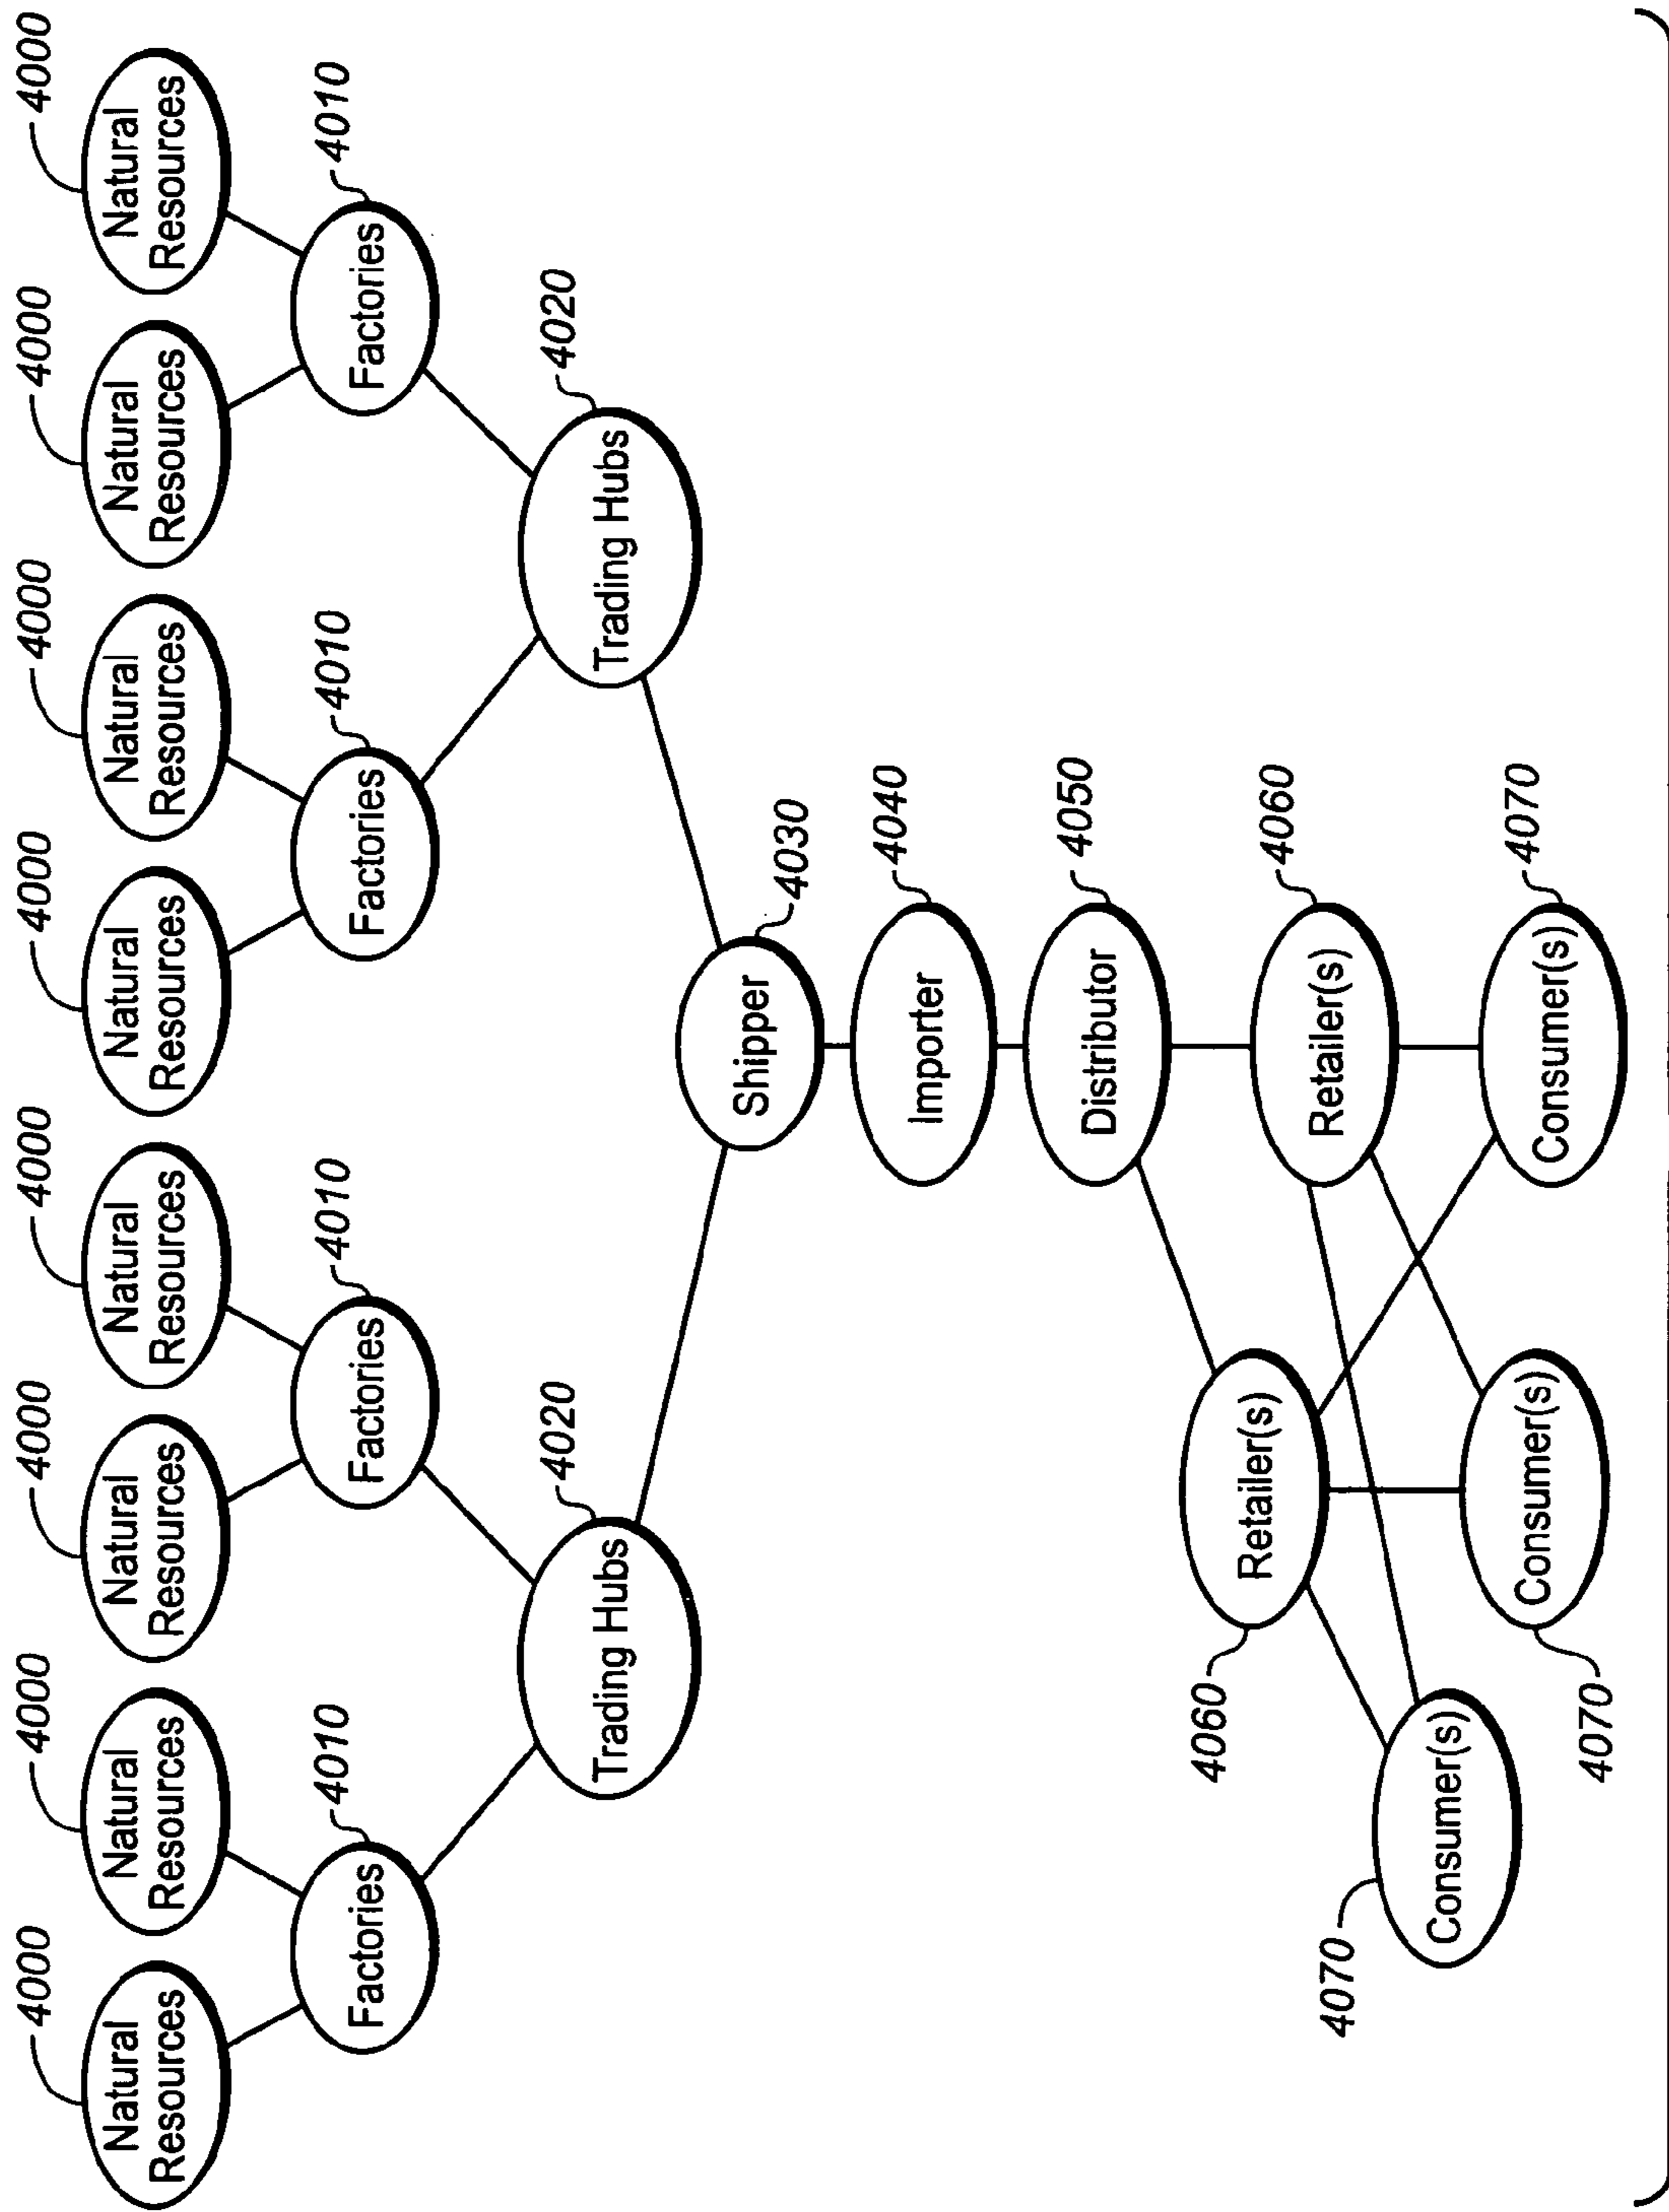 4000
Natural
Resources
4000
Natural
Resources
4000
Natural
Resources
4000
Natural
Resources
4000
Natural
Resources
4000
Natural
Resources
4000
Natural
Resources
4000
Natural
Resources
4010
Factories
4010
Factories
4010
Factories
4010
Factories
4020
Trading Hubs
4020
Trading Hubs
4030
Shipper
4040
Importer
4050
Distributor
4060
Retailer(s)
4060
Retailer(s)
4070
Consumer(s)
4070
Consumer(s)
4070
Consumer(s)